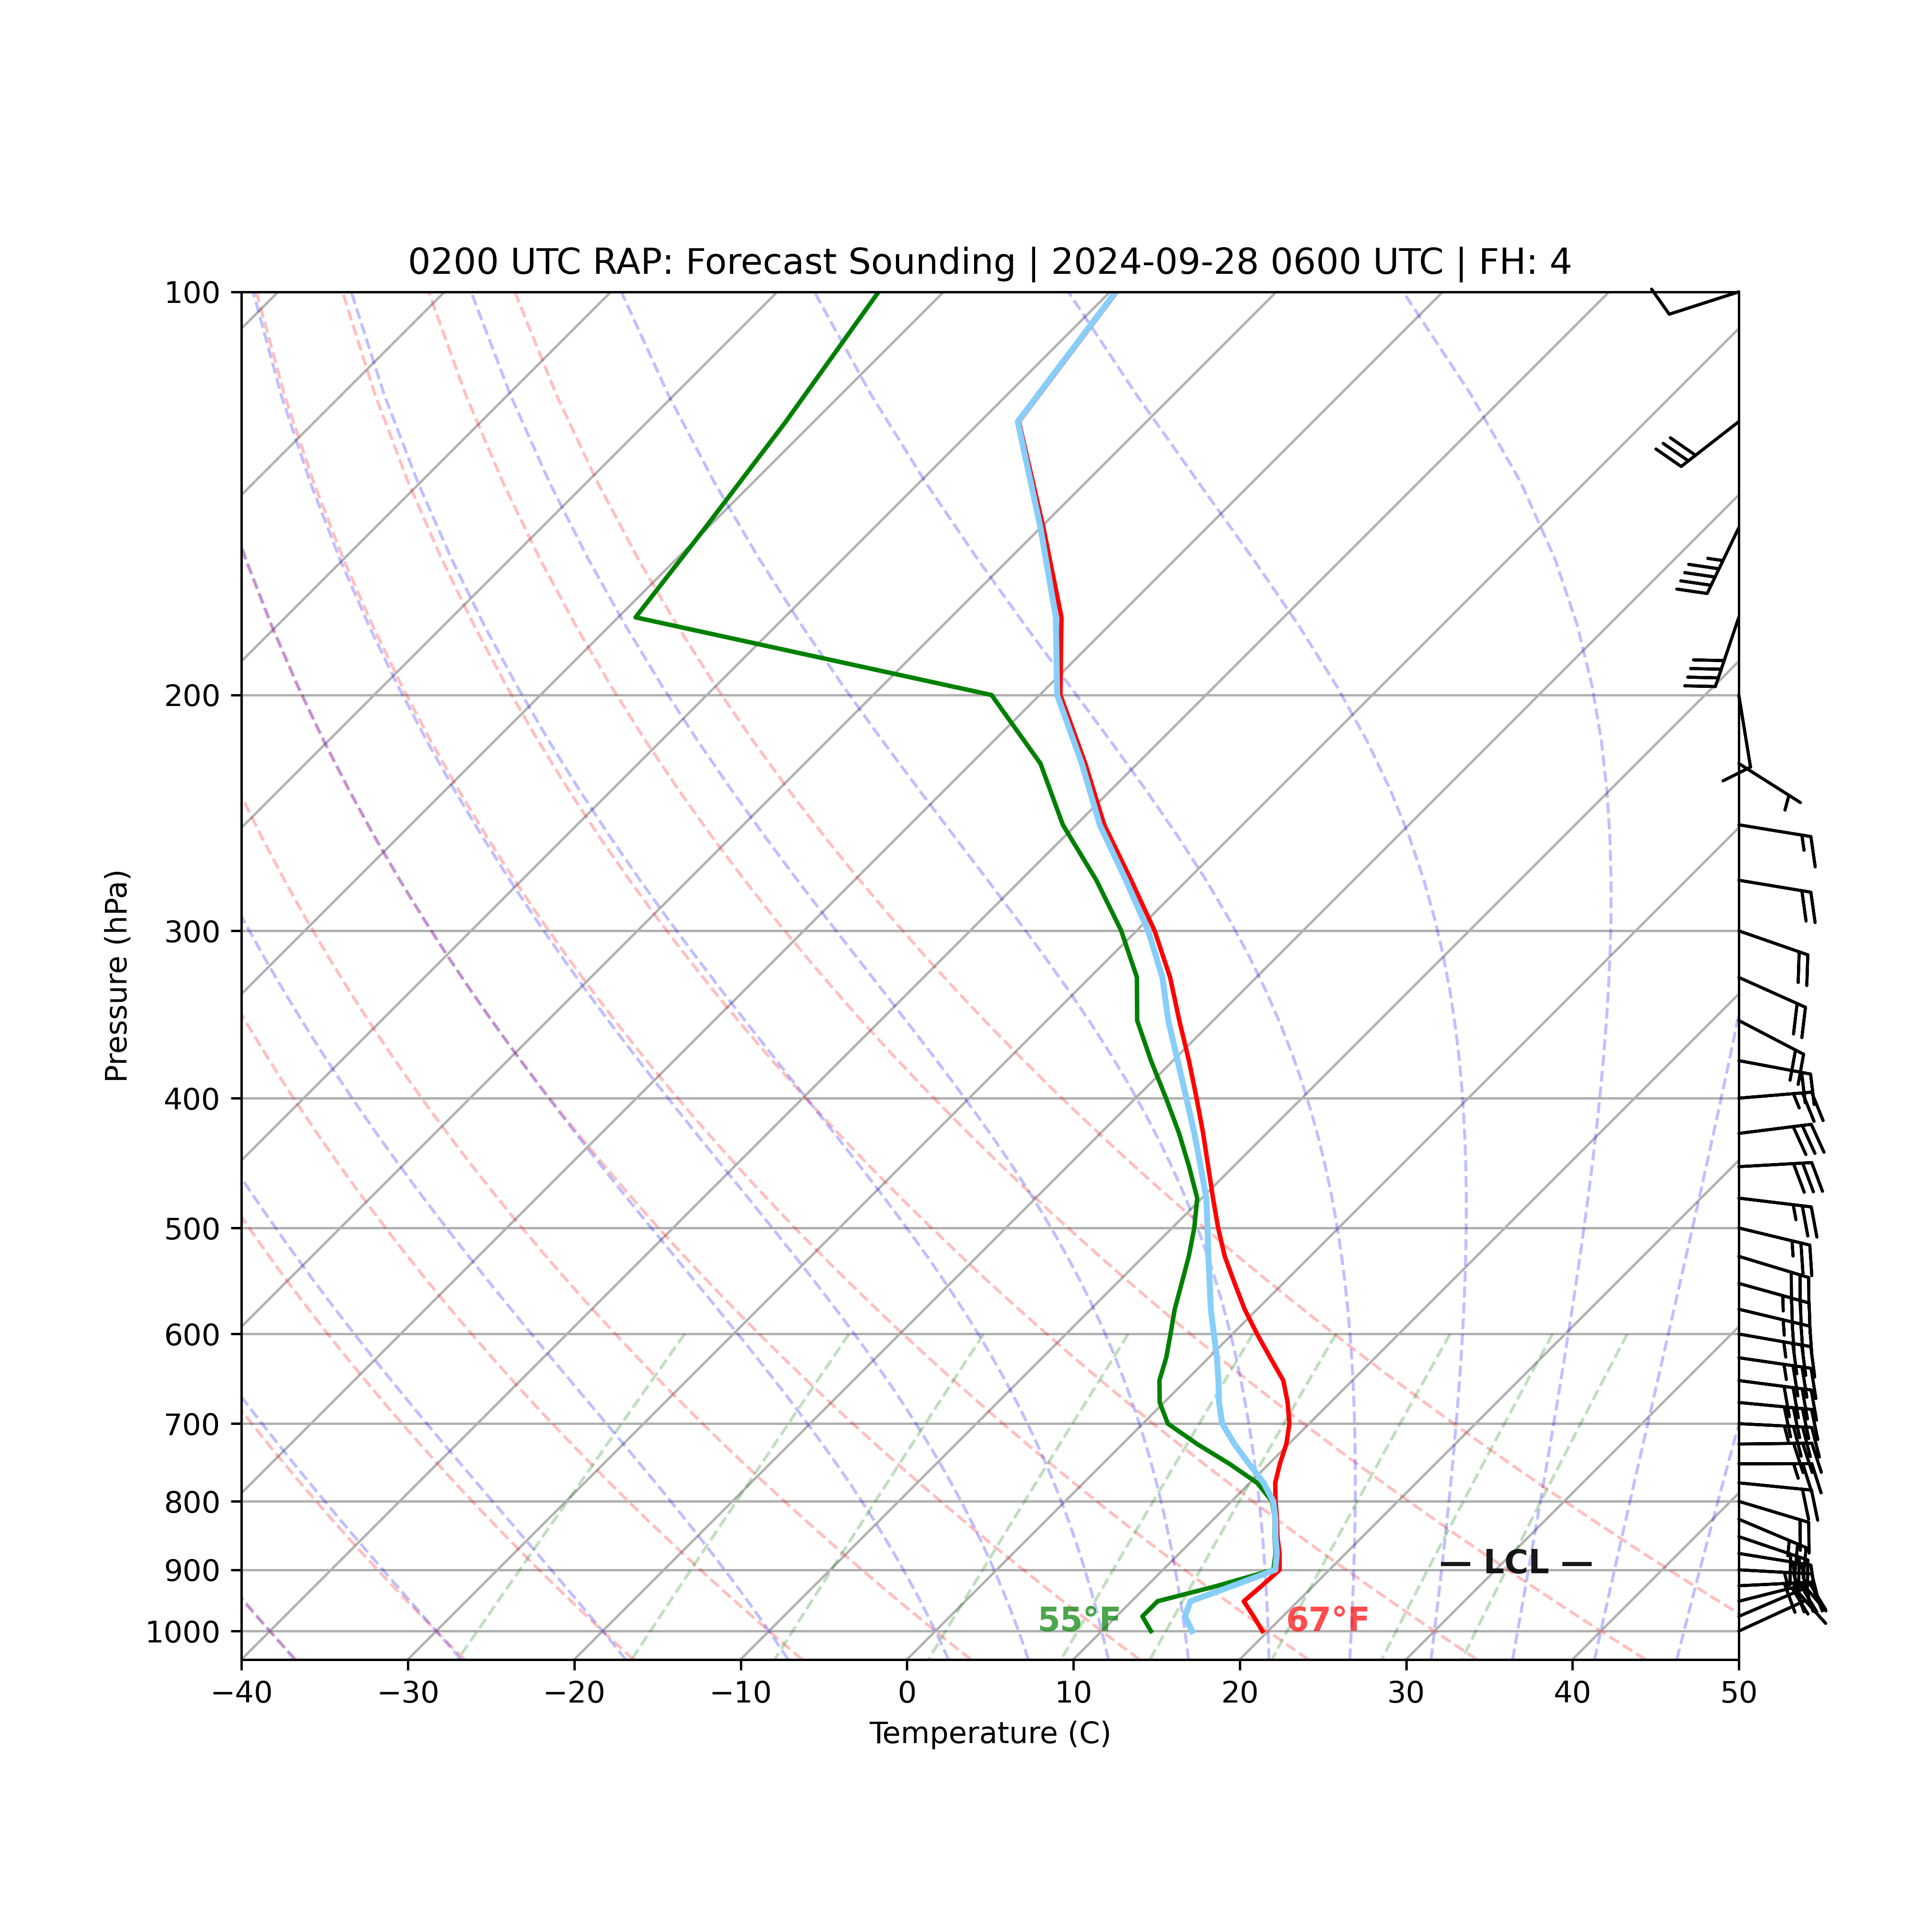 0200 UTC RAP: Forecast Sounding | 2024-09-28 0600 UTC | FH: 4
100
200
300
400
500
600
700
800
900
1000
Pressure (hPa)
— LCL —
55°F
67°F
−40 −30 −20 −10 0 10 20 30 40 50
Temperature (C)